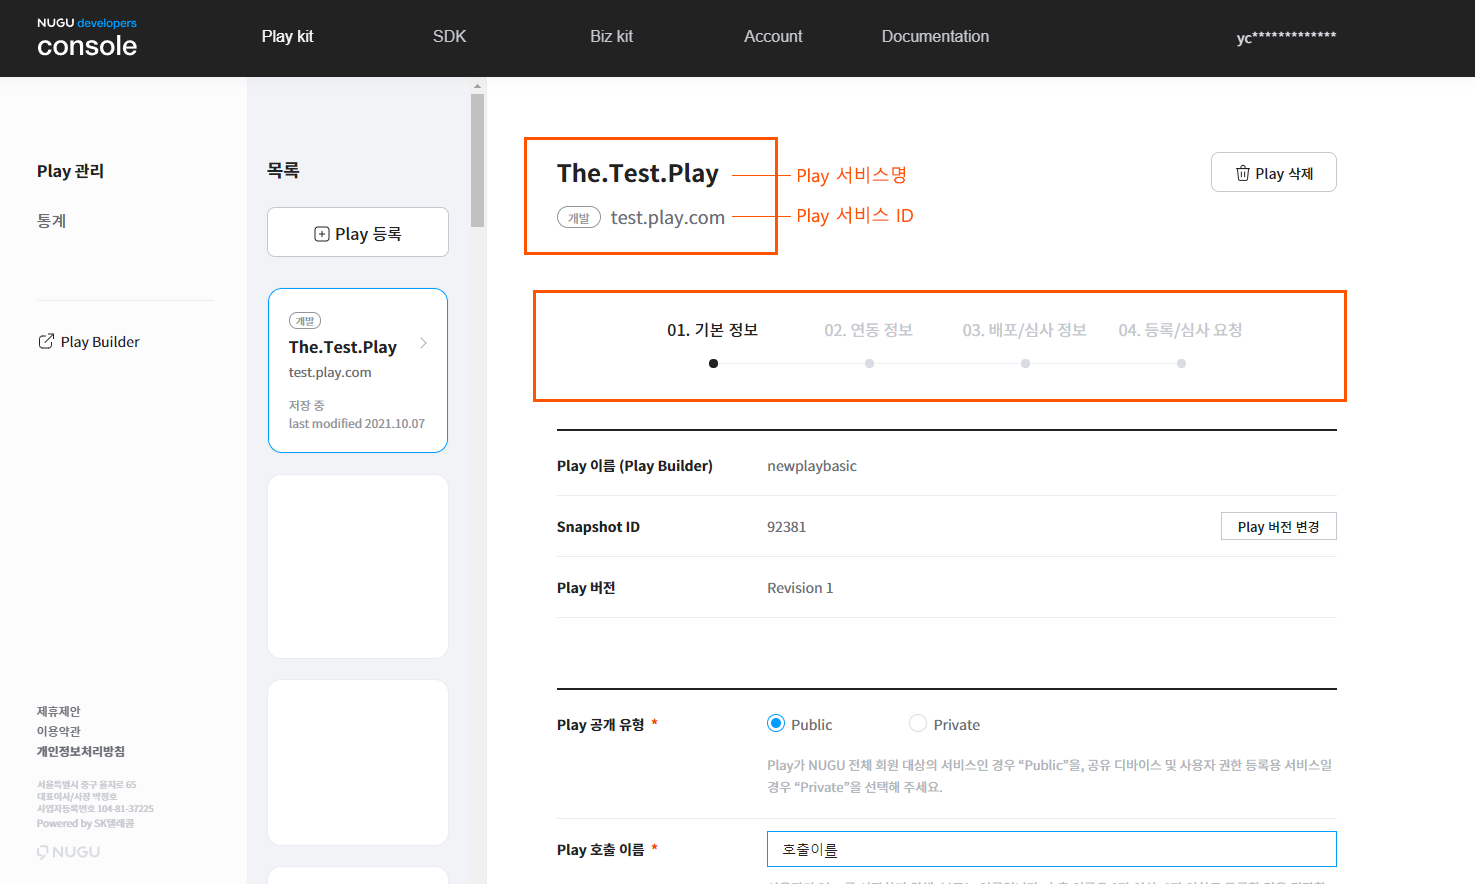 NUGU developers
console
Play kit
SDK
Biz kit
Account
Documentation
yc*************
Play 관리
통계
Play Builder
제휴제안
이용약관
개인정보처리방침
서울특별시 중구 을지로 65
대표이사/사장 박정호
사업자등록번호 104-81-37225
Powered by SK텔레콤
NUGU
목록
Play 등록
개발
The.Test.Play
test.play.com
저장 중
last modified 2021.10.07
The.Test.Play
Play 서비스명
개발 test.play.com
Play 서비스 ID
Play 삭제
01. 기본 정보
02. 연동 정보
03. 배포/심사 정보
04. 등록/심사 요청
Play 이름 (Play Builder)
newplaybasic
Snapshot ID
92381
Play 버전 변경
Play 버전
Revision 1
Play 공개 유형 *
Public
Private
Play가 NUGU 전체 회원 대상의 서비스인 경우 “Public”을, 공유 디바이스 및 사용자 권한 등록용 서비스일
경우 “Private”을 선택해 주세요.
Play 호출 이름 *
호출이름